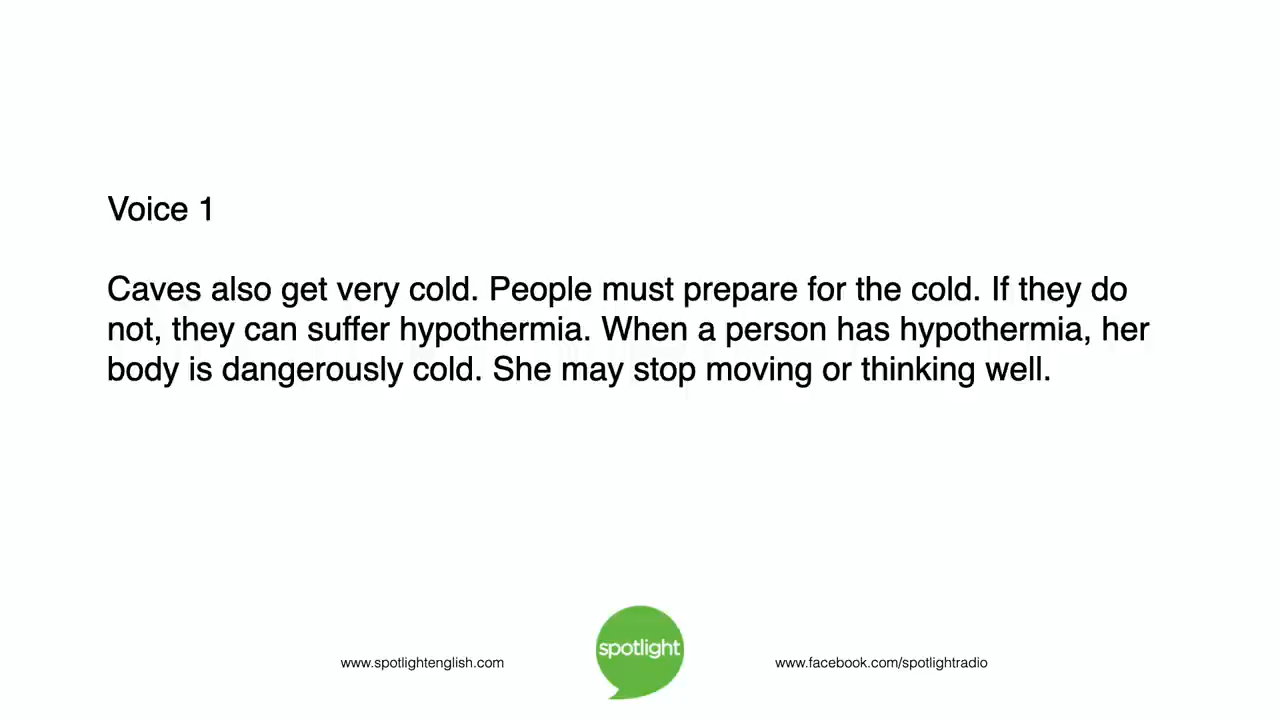 Voice 1
Caves also get very cold. People must prepare for the cold. If they do
not, they can suffer hypothermia. When a person has hypothermia, her
body is dangerously cold. She may stop moving or thinking well.
www.spotlightenglish.com
spotlight
www.facebook.com/spotlightradio